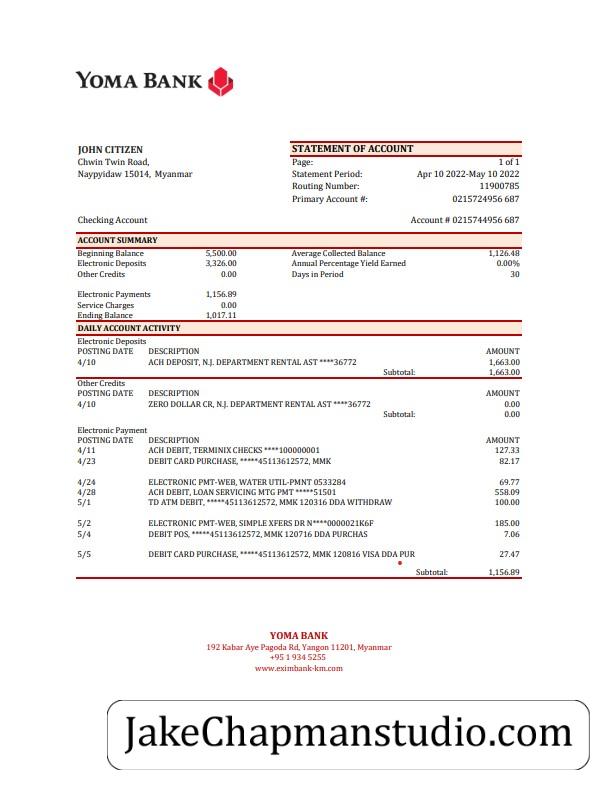 YOMA BANK
JOHN CITIZEN
Chwin Twin Road,
Naypyidaw 15014, Myanmar
STATEMENT OF ACCOUNT
Page: 1 of 1
Statement Period: Apr 10 2022-May 10 2022
Routing Number: 11900785
Primary Account #: 0215724956 687
Checking Account Account # 0215744956 687
ACCOUNT SUMMARY
Beginning Balance 5,500.00 Average Collected Balance 1,126.48
Electronic Deposits 3,326.00 Annual Percentage Yield Earned 0.00%
Other Credits 0.00 Days in Period 30
Electronic Payments 1,156.89
Service Charges 0.00
Ending Balance 1,017.11
DAILY ACCOUNT ACTIVITY
Electronic Deposits
POSTING DATE DESCRIPTION AMOUNT
4/10 ACH DEPOSIT, N.J. DEPARTMENT RENTAL AST ****36772 1,663.00
Subtotal: 1,663.00
Other Credits
POSTING DATE DESCRIPTION AMOUNT
4/10 ZERO DOLLAR CR, N.J. DEPARTMENT RENTAL AST ****36772 0.00
Subtotal: 0.00
Electronic Payment
POSTING DATE DESCRIPTION AMOUNT
4/11 ACH DEBIT, TERMINIX CHECKS ****100000001 127.33
4/23 DEBIT CARD PURCHASE, *****45113612572, MMK 82.17
4/24 ELECTRONIC PMT-WEB, WATER UTIL-PMNT 0533284 69.77
4/28 ACH DEBIT, LOAN SERVICING MTG PMT *****51501 558.09
5/1 TD ATM DEBIT, *****45113612572, MMK 120316 DDA WITHDRAW 100.00
5/2 ELECTRONIC PMT-WEB, SIMPLE XFERS DR N****0000021K6F 185.00
5/4 DEBIT POS, *****45113612572, MMK 120716 DDA PURCHAS 7.06
5/5 DEBIT CARD PURCHASE, *****45113612572, MMK 120816 VISA DDA PUR 27.47
Subtotal: 1,156.89
YOMA BANK
192 Kabar Aye Pagoda Rd, Yangon 11201, Myanmar
+95 1 934 5255
www.eximbank-km.com
JakeChapmanstudio.com